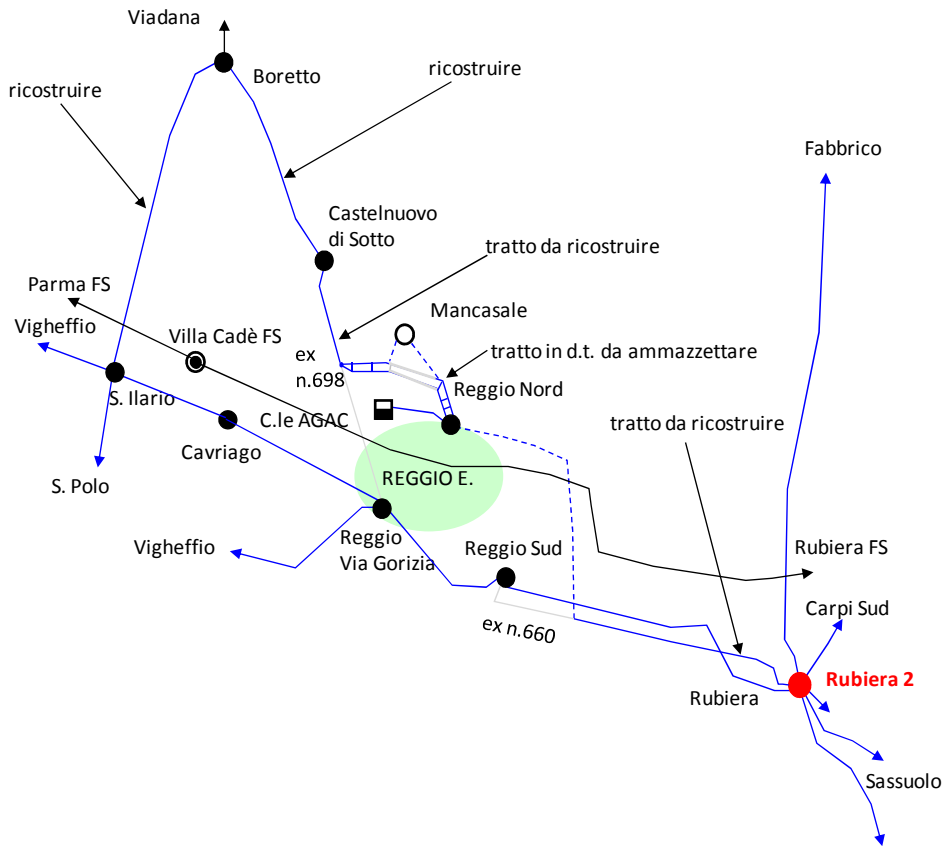 Viadana
Boretto
ricostruire
ricostruire
Fabbrico
Castelnuovo
di Sotto
tratto da ricostruire
Parma FS
Mancasale
Vigheffio
Villa Cadè FS
ex
n.698
tratto in d.t. da ammazzettare
Reggio Nord
S. Ilario
C.le AGAC
tratto da ricostruire
Cavriago
REGGIO E.
S. Polo
Reggio
Via Gorizia
Vigheffio
Reggio Sud
Rubiera FS
Carpi Sud
ex n.660
Rubiera
Rubiera 2
Sassuolo